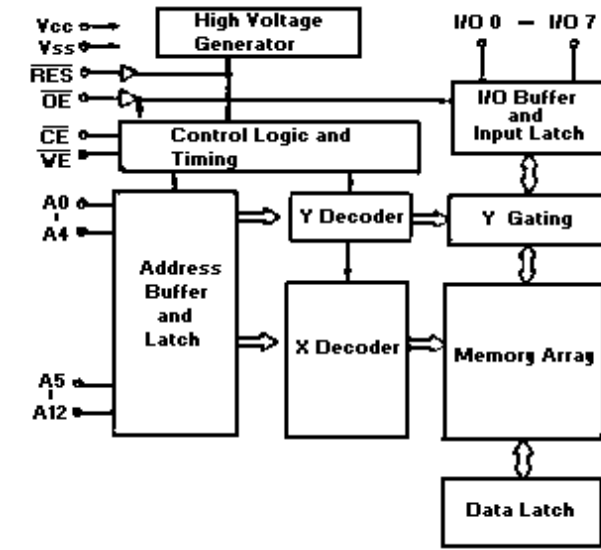 Vcc
Vss
RES
OE
CE
WE
A0
A4
A5
A12
High Voltage
Generator
Control Logic and
Timing
Address
Buffer
and
Latch
Y Decoder
X Decoder
I/O 0 — I/O 7
I/O Buffer
and
Input Latch
Y Gating
Memory Array
Data Latch